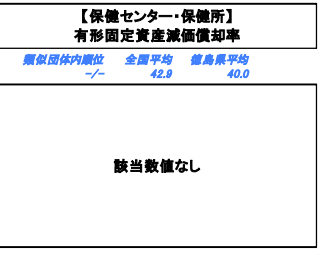 【保健センター・保健所】
有形固定資産減価償却率
類似団体内順位 全国平均 徳島県平均
-/- 42.9 40.0
該当数値なし